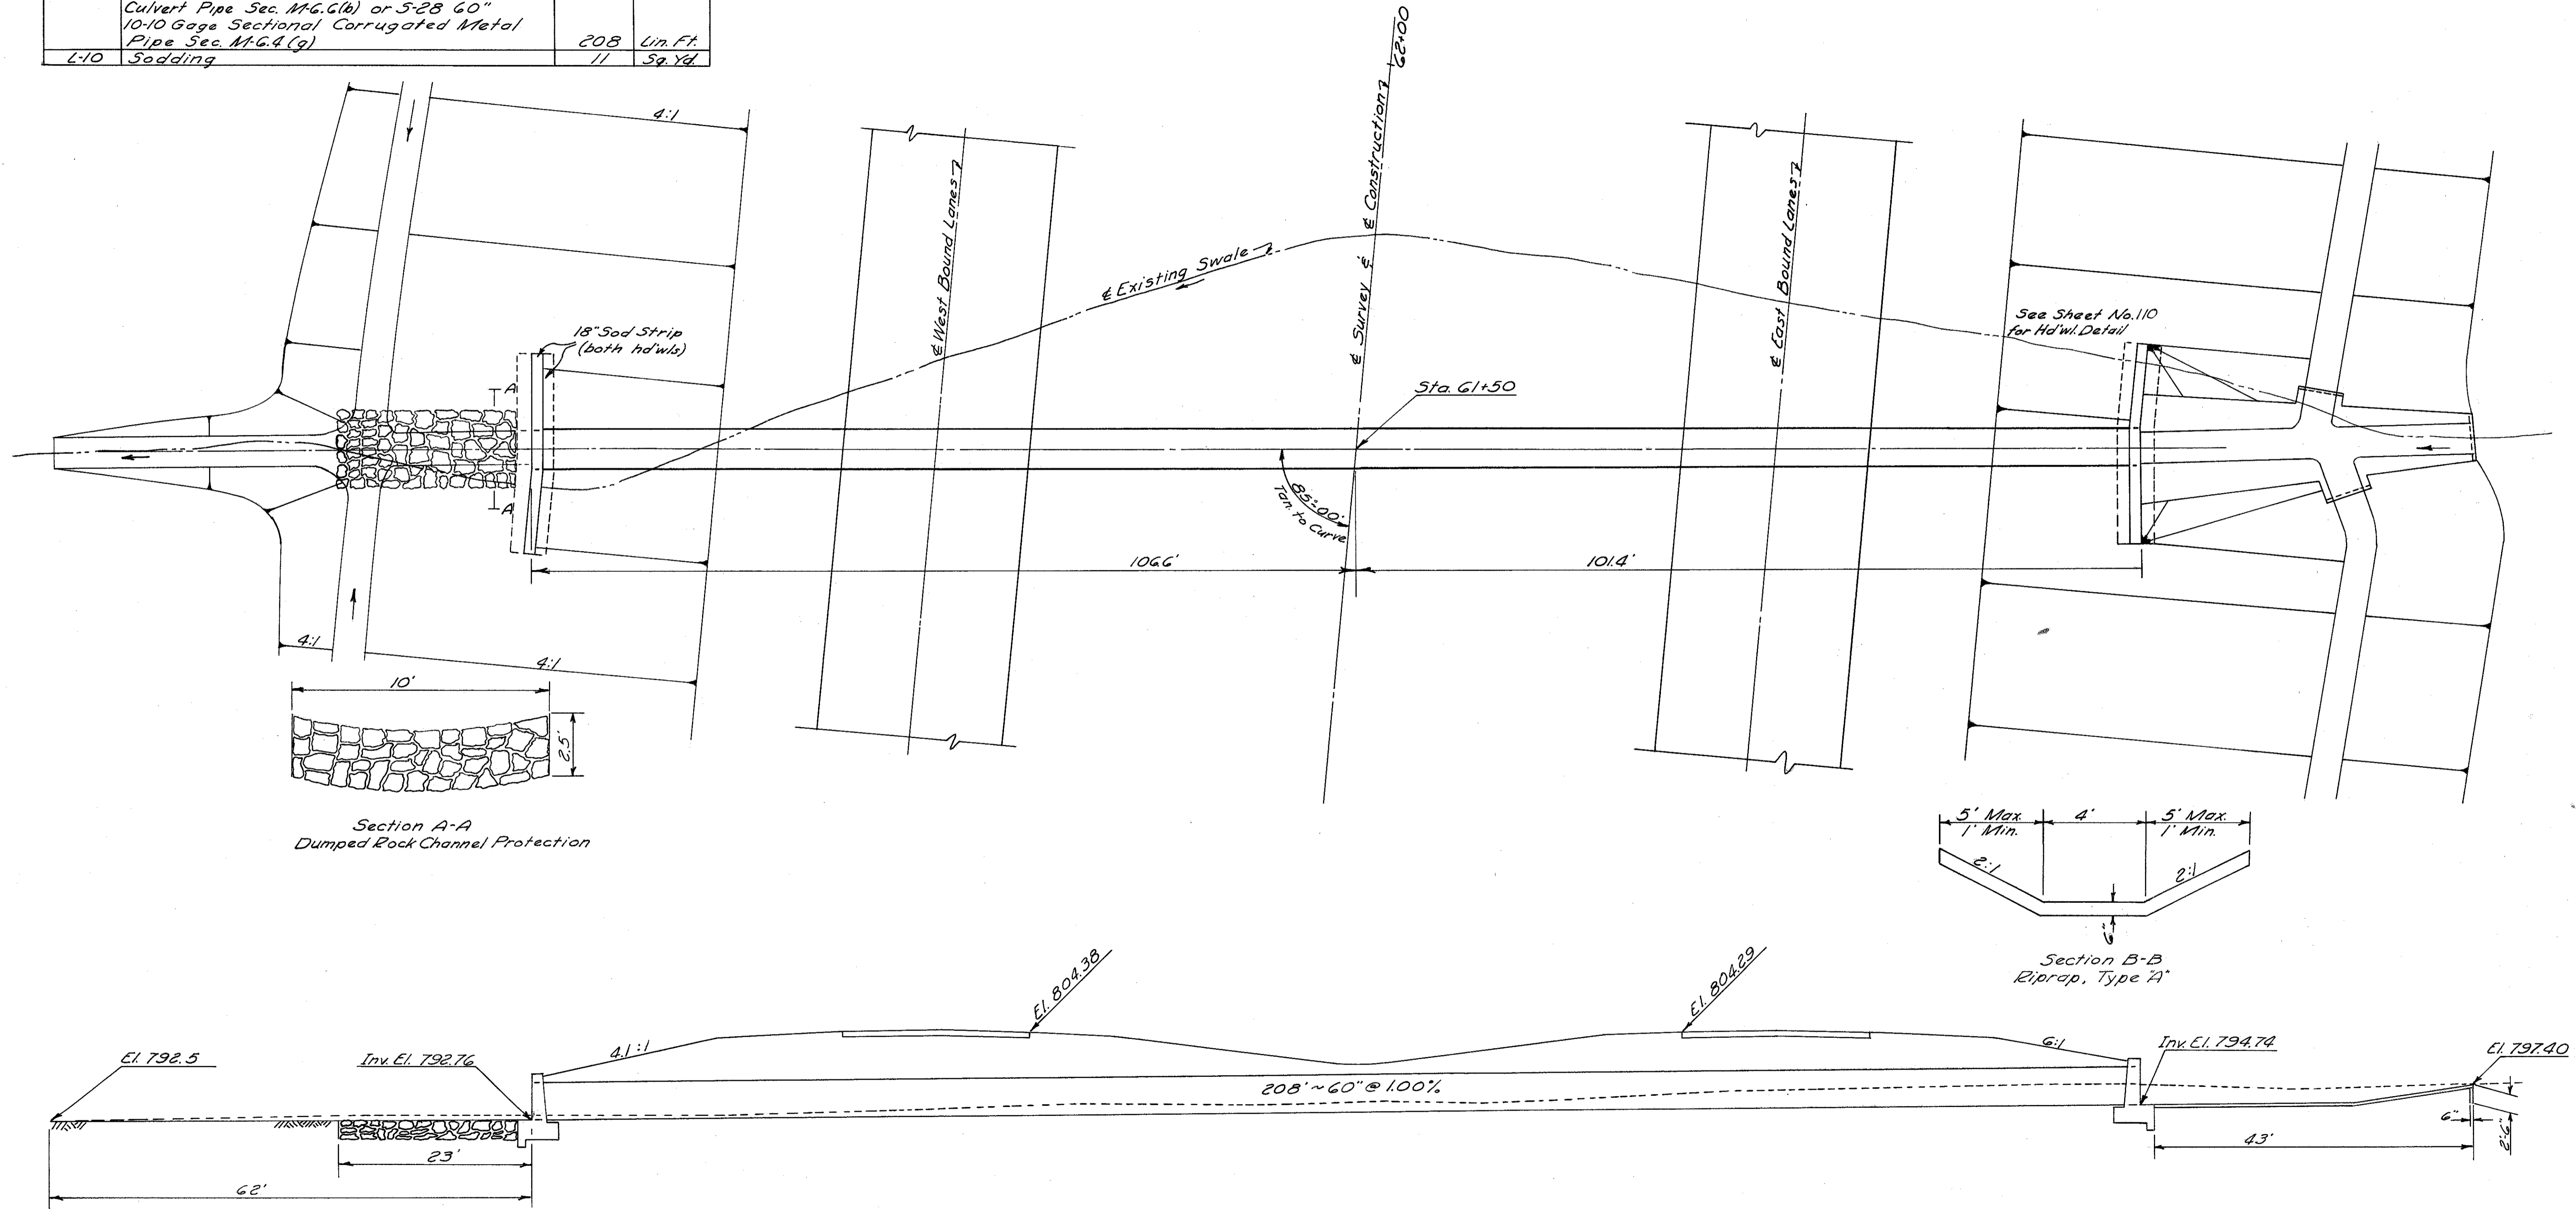 Culvert Pipe Sec. M-6.6(b) or S-28 60"
10-10 Gage Sectional Corrugated Metal
Pipe Sec. M-6.4(g) 208 Lin. Ft.
L-10 Sodding 11 Sq. Yd.
62+00
4:1
℄ West Bound Lanes
℄ Survey & ℄ Construction
℄ East Bound Lanes
℄ Existing Swale
18" Sod Strip
(both hd'wls)
See Sheet No. 110
for Hd'wl. Detail
A
Sta. 61+50
A
85°-00'
Tan. to Curve
106.6'
101.4'
4:1
4:1
10'
2.5'
Section A-A
Dumped Rock Channel Protection
5' Max.
1' Min.
4'
5' Max.
1' Min.
2:1
2:1
6"
Section B-B
Riprap, Type "A"
El. 804.38
El. 804.29
El. 792.5
Inv. El. 792.76
4.1:1
6:1
Inv. El. 794.74
El. 797.40
208' ~ 60" @ 1.00%
6"
2'-6"
23'
43'
62'